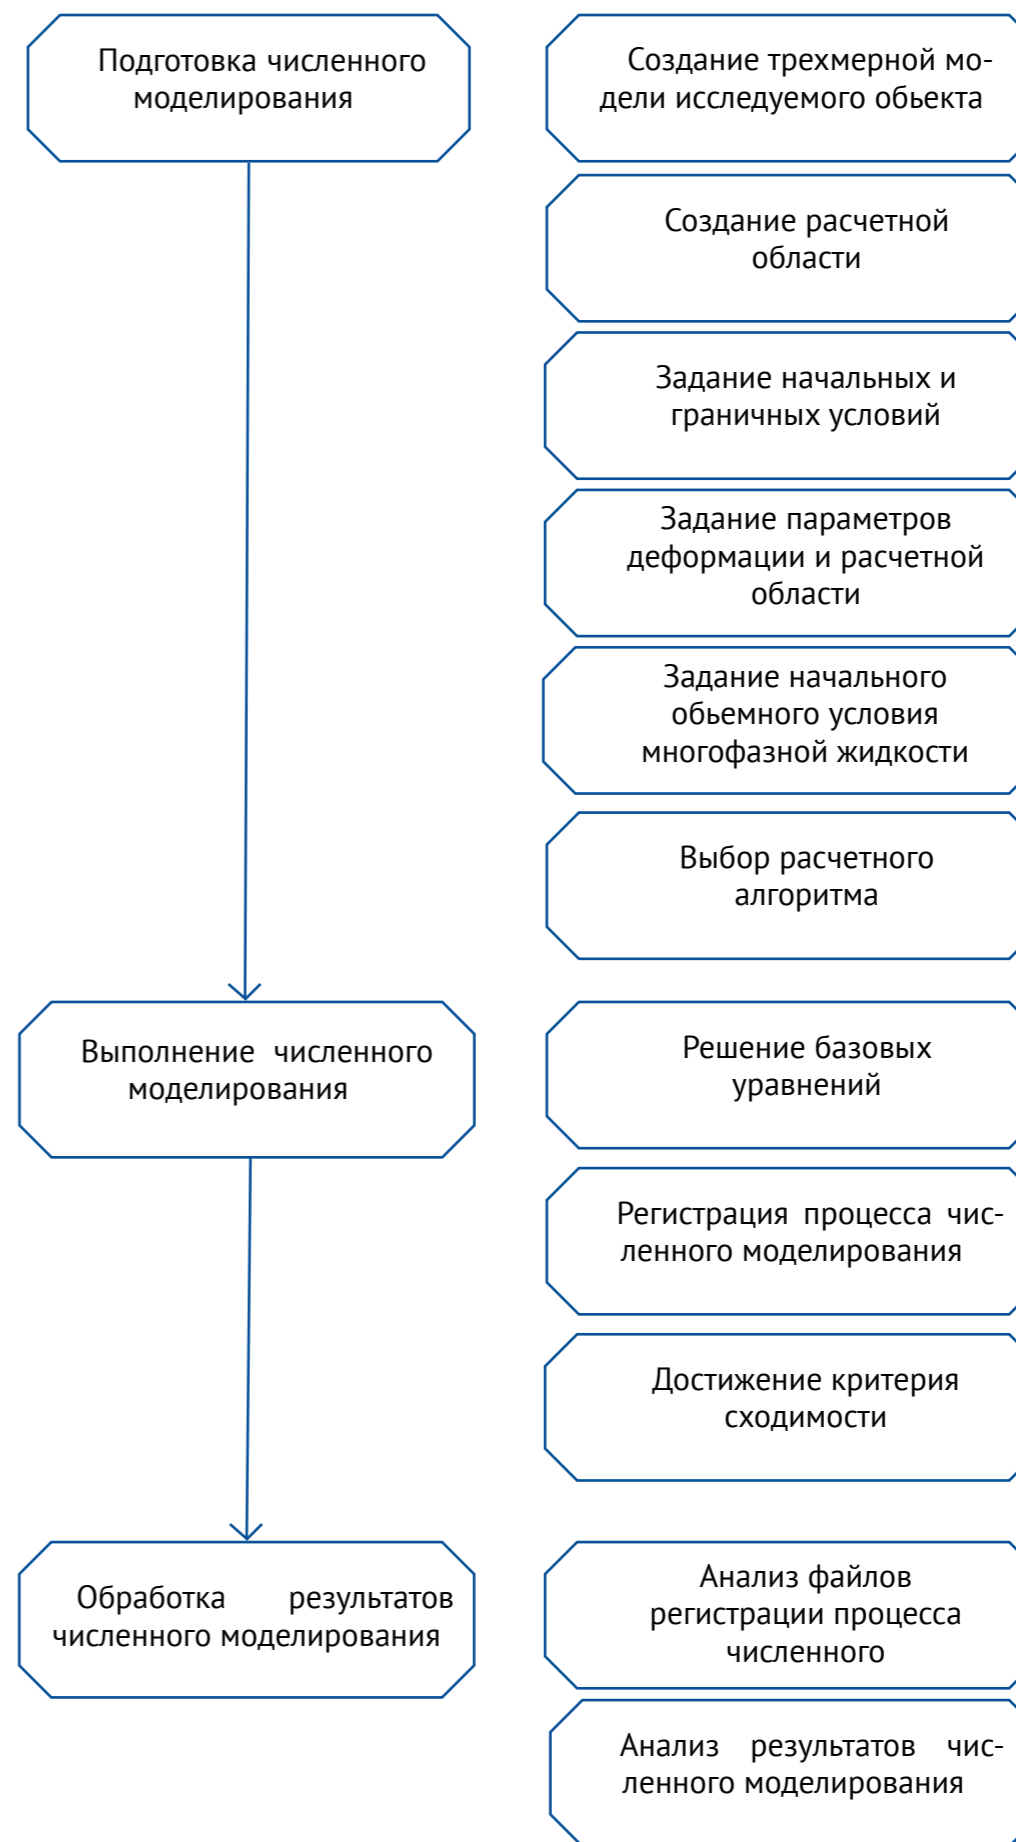 Подготовка численного
моделирования
Создание трехмерной мо-
дели исследуемого обьекта
Создание расчетной
области
Задание начальных и
граничных условий
Задание параметров
деформации и расчетной
области
Задание начального
обьемного условия
многофазной жидкости
Выбор расчетного
алгоритма
Выполнение численного
моделирования
Решение базовых
уравнений
Регистрация процесса чис-
ленного моделирования
Достижение критерия
сходимости
Обработка результатов
численного моделирования
Анализ файлов
регистрации процесса
численного
Анализ результатов чис-
ленного моделирования